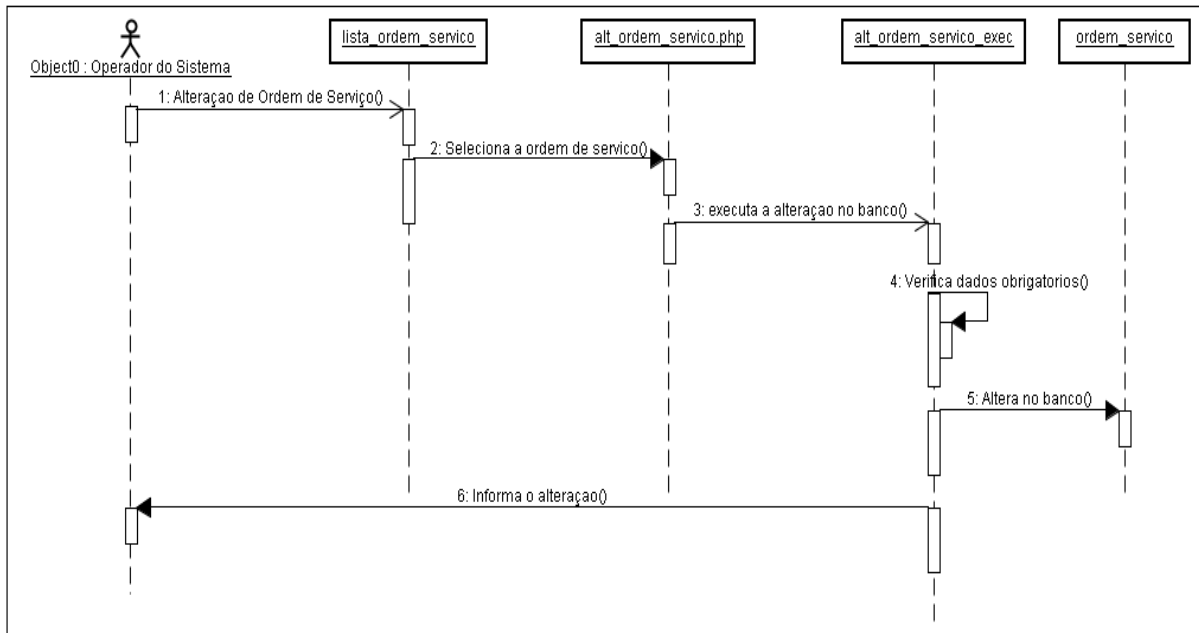 lista_ordem_servico
alt_ordem_servico.php
alt_ordem_servico_exec
ordem_servico
Object0 : Operador do Sistema
1: Alteraçao de Ordem de Serviço()
2: Seleciona a ordem de servico()
3: executa a alteraçao no banco()
4: Verifica dados obrigatorios()
5: Altera no banco()
6: Informa o alteraçao()